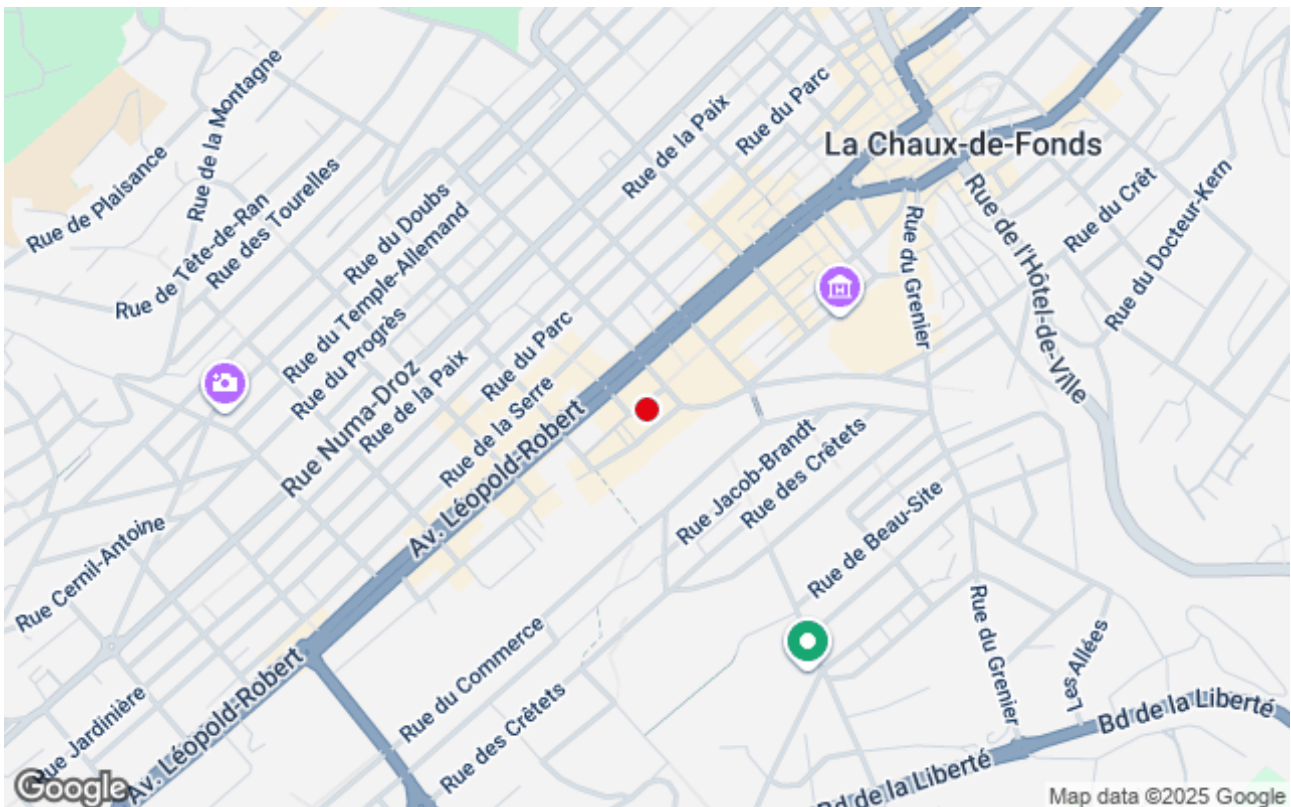 Rue de la Montagne
Rue de Plaisance
Rue de Tête-de-Ran
Rue des Tourelles
Rue du Doubs
Rue du Temple-Allemand
Rue du Progrès
Rue Numa-Droz
Rue de la Paix
Rue de la Paix
Rue du Parc
Rue du Parc
Rue de la Serre
La Chaux-de-Fonds
Rue du Grenier
Rue de l'Hôtel-de-Ville
Rue du Crêt
Rue du Docteur-Kern
Av. Léopold-Robert
Rue Jacob-Brandt
Rue des Crêtets
Rue de Beau-Site
Rue Cernil-Antoine
Rue du Commerce
Rue du Grenier
Les Allées
Av. Léopold-Robert
Rue Jardinière
Rue des Crêtets
Bd de la Liberté
Bd de la Liberté
Google
Map data ©2025 Google